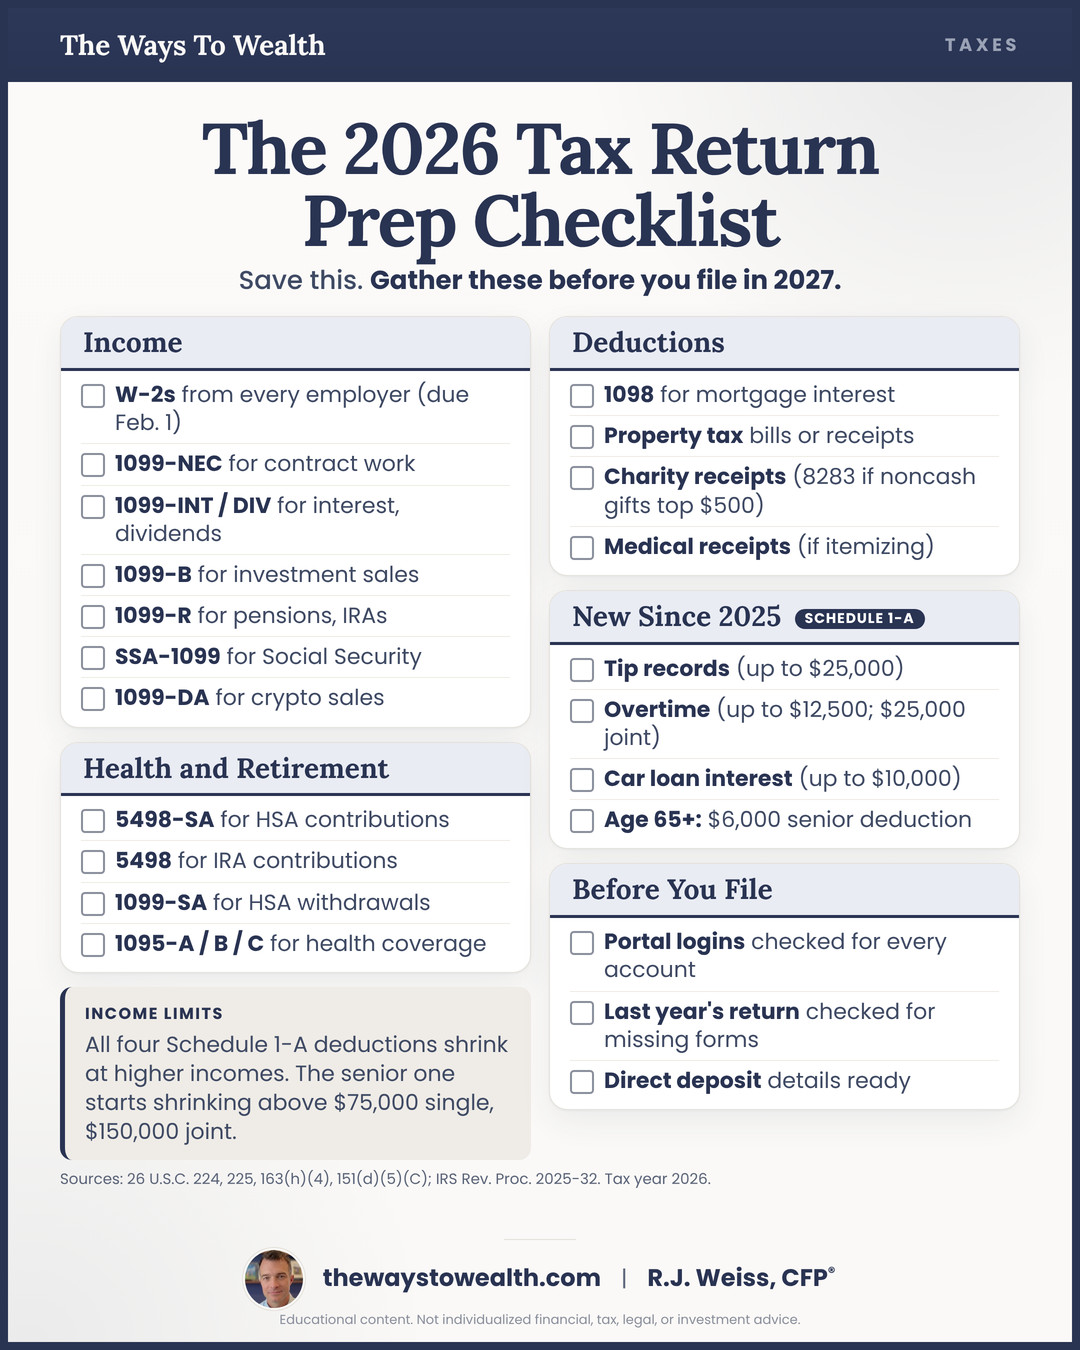 The Ways To Wealth
TAXES
The 2026 Tax Return
Prep Checklist
Save this. Gather these before you file in 2027.
Income
W-2s from every employer (due
Feb. 1)
1099-NEC for contract work
1099-INT / DIV for interest,
dividends
1099-B for investment sales
1099-R for pensions, IRAs
SSA-1099 for Social Security
1099-DA for crypto sales
Health and Retirement
5498-SA for HSA contributions
5498 for IRA contributions
1099-SA for HSA withdrawals
1095-A / B / C for health coverage
INCOME LIMITS
All four Schedule 1-A deductions shrink
at higher incomes. The senior one
starts shrinking above $75,000 single,
$150,000 joint.
Deductions
1098 for mortgage interest
Property tax bills or receipts
Charity receipts (8283 if noncash
gifts top $500)
Medical receipts (if itemizing)
New Since 2025 SCHEDULE 1-A
Tip records (up to $25,000)
Overtime (up to $12,500; $25,000
joint)
Car loan interest (up to $10,000)
Age 65+: $6,000 senior deduction
Before You File
Portal logins checked for every
account
Last year's return checked for
missing forms
Direct deposit details ready
Sources: 26 U.S.C. 224, 225, 163(h)(4), 151(d)(5)(C); IRS Rev. Proc. 2025-32. Tax year 2026.
thewaystowealth.com | R.J. Weiss, CFP®
Educational content. Not individualized financial, tax, legal, or investment advice.